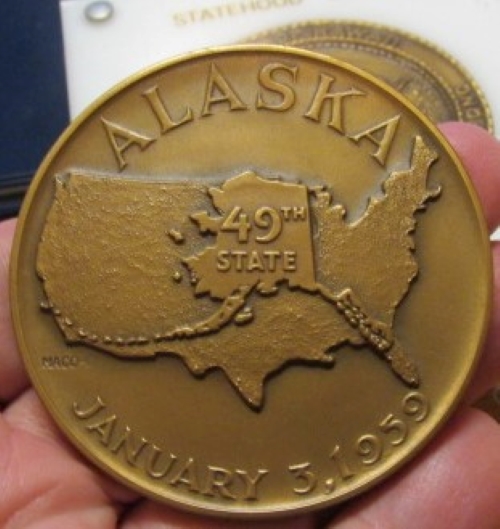 STATEHOOD
ALASKA
49TH
STATE
MACO
JANUARY 3, 1959